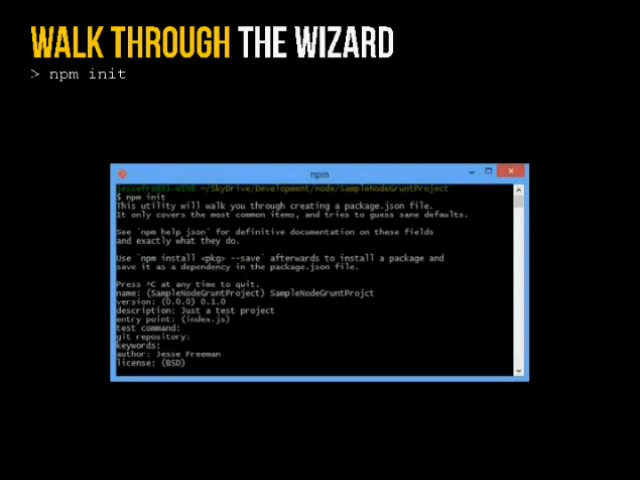 WALK THROUGH THE WIZARD
> npm init
npm
~/SkyDrive/Development/node/SampleNodeGruntProject
$ npm init
This utility will walk you through creating a package.json file.
It only covers the most common items, and tries to guess sane defaults.
See `npm help json` for definitive documentation on these fields
and exactly what they do.
Use `npm install <pkg> --save` afterwards to install a package and
save it as a dependency in the package.json file.
Press ^C at any time to quit.
name: (SampleNodeGruntProject) SampleNodeGruntProjct
version: (0.0.0) 0.1.0
description: Just a test project
entry point: (index.js)
test command:
git repository:
keywords:
author: Jesse Freeman
license: (BSD)